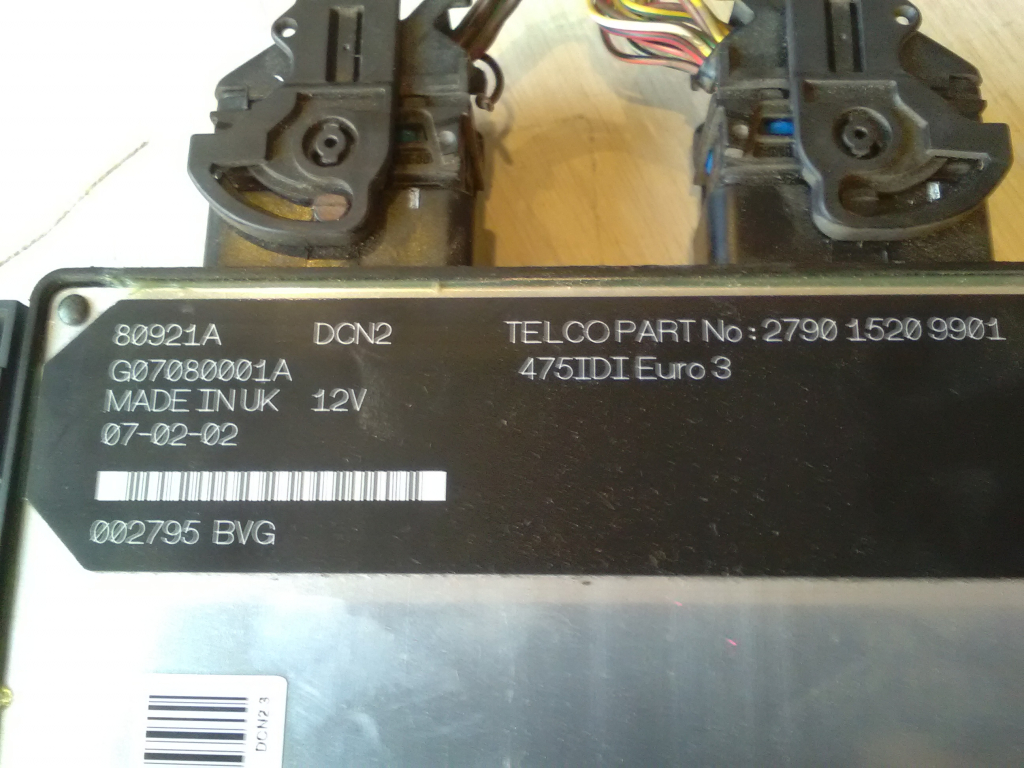 80921A DCN2 TELCO PART No: 2790 1520 9901
G07080001A 475IDI Euro 3
MADE IN UK 12V
07-02-02
002795 BVG
DCN2 3